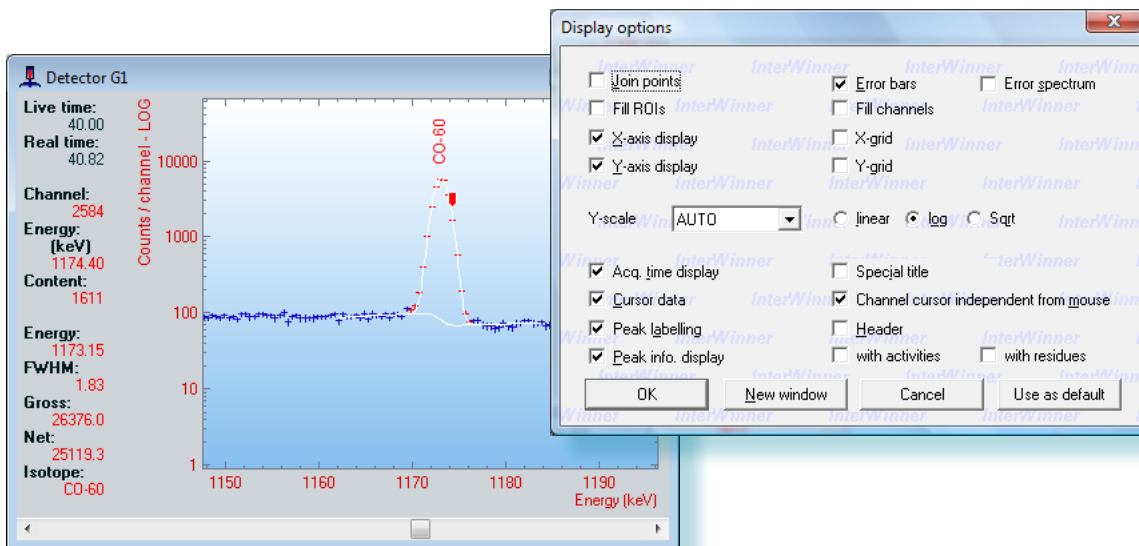 Detector G1
Live time:
40.00
Real time:
40.82
Channel:
2584
Energy:
(keV)
1174.40
Content:
1611
Energy:
1173.15
FWHM:
1.83
Gross:
26376.0
Net:
25119.3
Isotope:
CO-60
Counts / channel - LOG
10000
1000
100
10
1
CO-60
1150 1160 1170 1180 1190
Energy (keV)
Display options
InterWinner
Join points
Error bars
Error spectrum
Fill ROIs
Fill channels
X-axis display
X-grid
Y-axis display
Y-grid
Y-scale AUTO linear log Sqrt
Acq. time display
Special title
Cursor data
Channel cursor independent from mouse
Peak labelling
Header
Peak info. display
with activities
with residues
OK New window Cancel Use as default